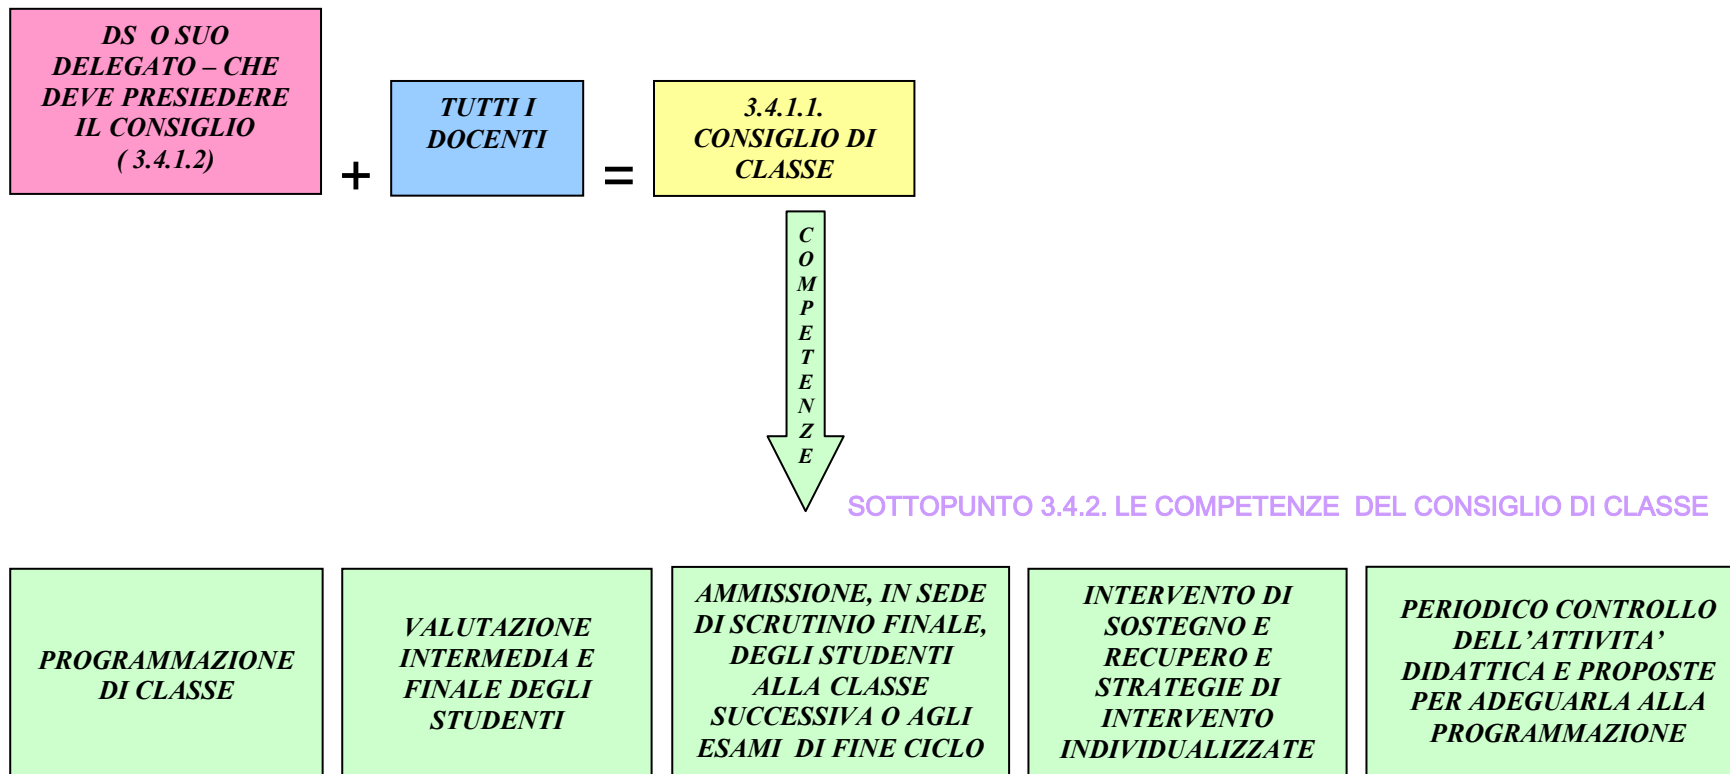 DS O SUO
DELEGATO – CHE
DEVE PRESIEDERE
IL CONSIGLIO
( 3.4.1.2)
+
TUTTI I
DOCENTI
=
3.4.1.1.
CONSIGLIO DI
CLASSE
COMPETENZE
SOTTOPUNTO 3.4.2. LE COMPETENZE DEL CONSIGLIO DI CLASSE
PROGRAMMAZIONE
DI CLASSE
VALUTAZIONE
INTERMEDIA E
FINALE DEGLI
STUDENTI
AMMISSIONE, IN SEDE
DI SCRUTINIO FINALE,
DEGLI STUDENTI
ALLA CLASSE
SUCCESSIVA O AGLI
ESAMI DI FINE CICLO
INTERVENTO DI
SOSTEGNO E
RECUPERO E
STRATEGIE DI
INTERVENTO
INDIVIDUALIZZATE
PERIODICO CONTROLLO
DELL’ATTIVITA’
DIDATTICA E PROPOSTE
PER ADEGUARLA ALLA
PROGRAMMAZIONE